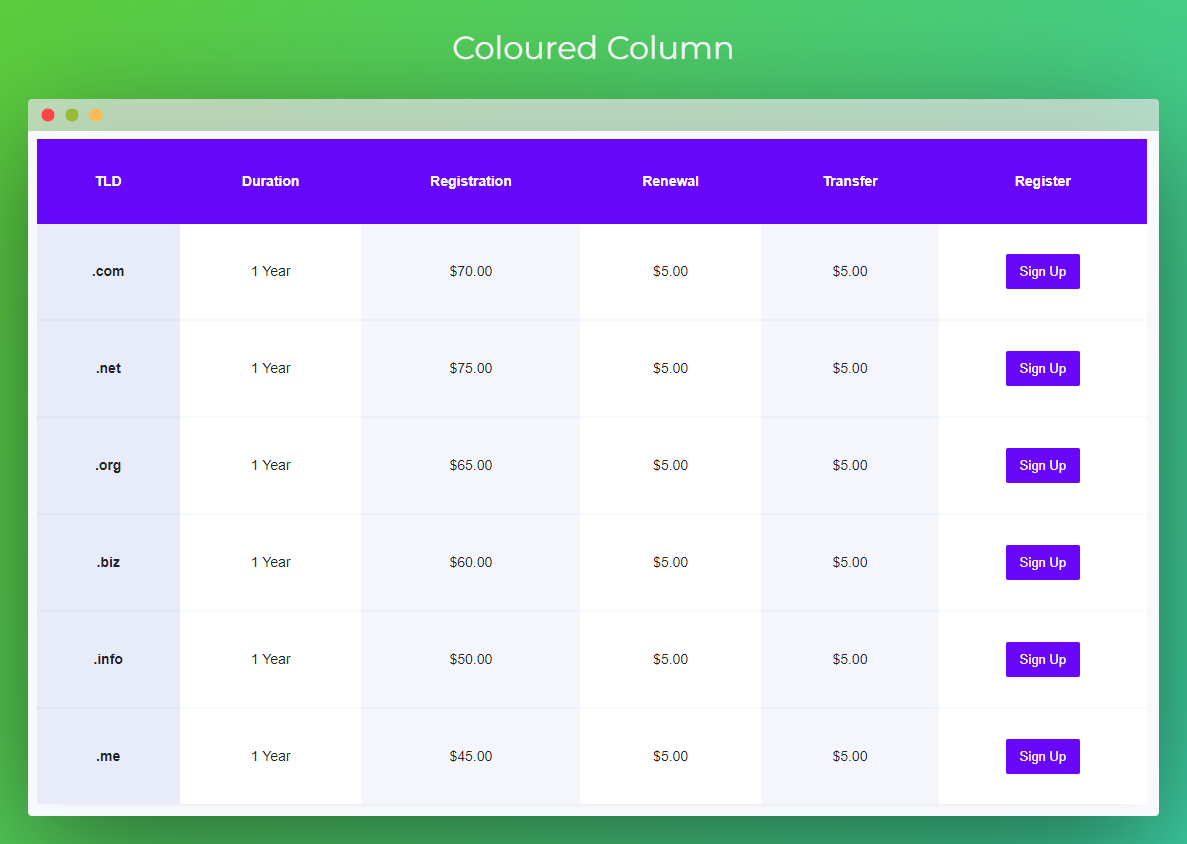 Coloured Column
TLD Duration Registration Renewal Transfer Register
.com 1 Year $70.00 $5.00 $5.00 Sign Up
.net 1 Year $75.00 $5.00 $5.00 Sign Up
.org 1 Year $65.00 $5.00 $5.00 Sign Up
.biz 1 Year $60.00 $5.00 $5.00 Sign Up
.info 1 Year $50.00 $5.00 $5.00 Sign Up
.me 1 Year $45.00 $5.00 $5.00 Sign Up